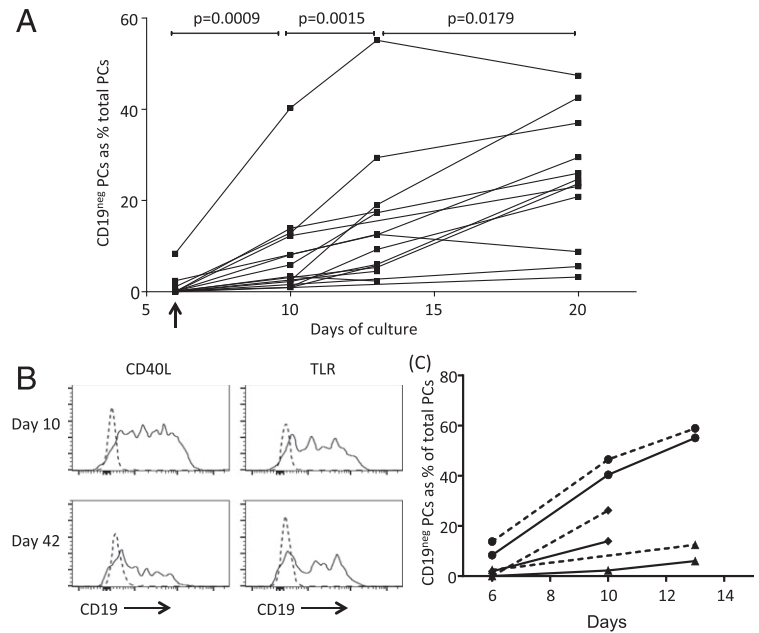 A
p=0.0009 p=0.0015 p=0.0179
60
40
20
0
CD19neg PCs as % total PCs
5 10 15 20
Days of culture
B
CD40L TLR
Day 10
Day 42
CD19 CD19
(C)
80
60
40
20
0
CD19neg PCs as % of total PCs
6 8 10 12 14
Days